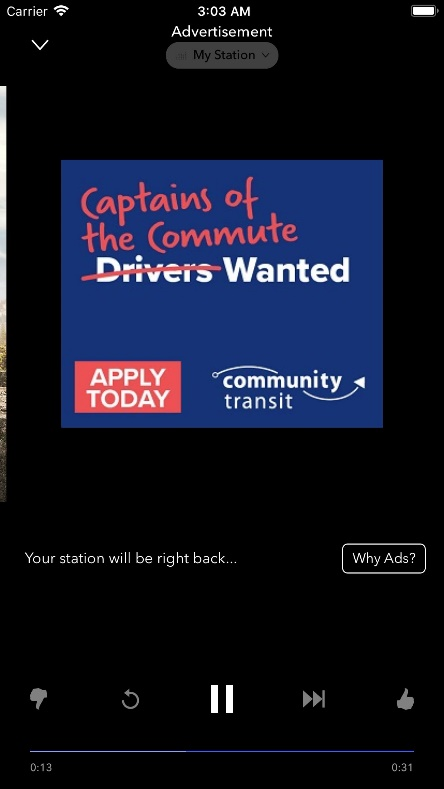 Carrier 3:03 AM
Advertisement
My Station
Captains of
the Commute
Drivers Wanted
APPLY
TODAY
community
transit
Your station will be right back...
Why Ads?
0:13
0:31